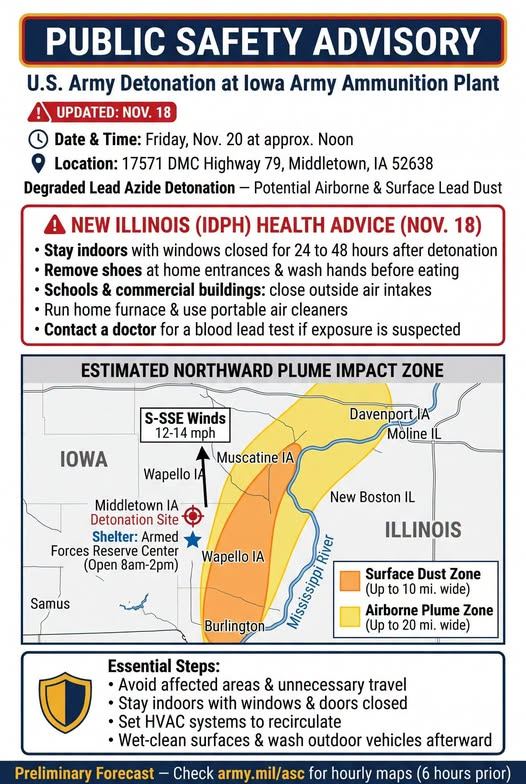 PUBLIC SAFETY ADVISORY
U.S. Army Detonation at Iowa Army Ammunition Plant
UPDATED: NOV. 18
Date & Time: Friday, Nov. 20 at approx. Noon
Location: 17571 DMC Highway 79, Middletown, IA 52638
Degraded Lead Azide Detonation — Potential Airborne & Surface Lead Dust
NEW ILLINOIS (IDPH) HEALTH ADVICE (NOV. 18)
• Stay indoors with windows closed for 24 to 48 hours after detonation
• Remove shoes at home entrances & wash hands before eating
• Schools & commercial buildings: close outside air intakes
• Run home furnace & use portable air cleaners
• Contact a doctor for a blood lead test if exposure is suspected
ESTIMATED NORTHWARD PLUME IMPACT ZONE
S-SSE Winds
12-14 mph
Davenport IA
Moline IL
IOWA
Muscatine IA
Wapello IA
New Boston IL
Middletown IA
Detonation Site
ILLINOIS
Shelter: Armed
Forces Reserve Center
(Open 8am-2pm)
Wapello IA
Mississippi River
Samus
Burlington
Surface Dust Zone
(Up to 10 mi. wide)
Airborne Plume Zone
(Up to 20 mi. wide)
Essential Steps:
• Avoid affected areas & unnecessary travel
• Stay indoors with windows & doors closed
• Set HVAC systems to recirculate
• Wet-clean surfaces & wash outdoor vehicles afterward
Preliminary Forecast — Check army.mil/asc for hourly maps (6 hours prior)